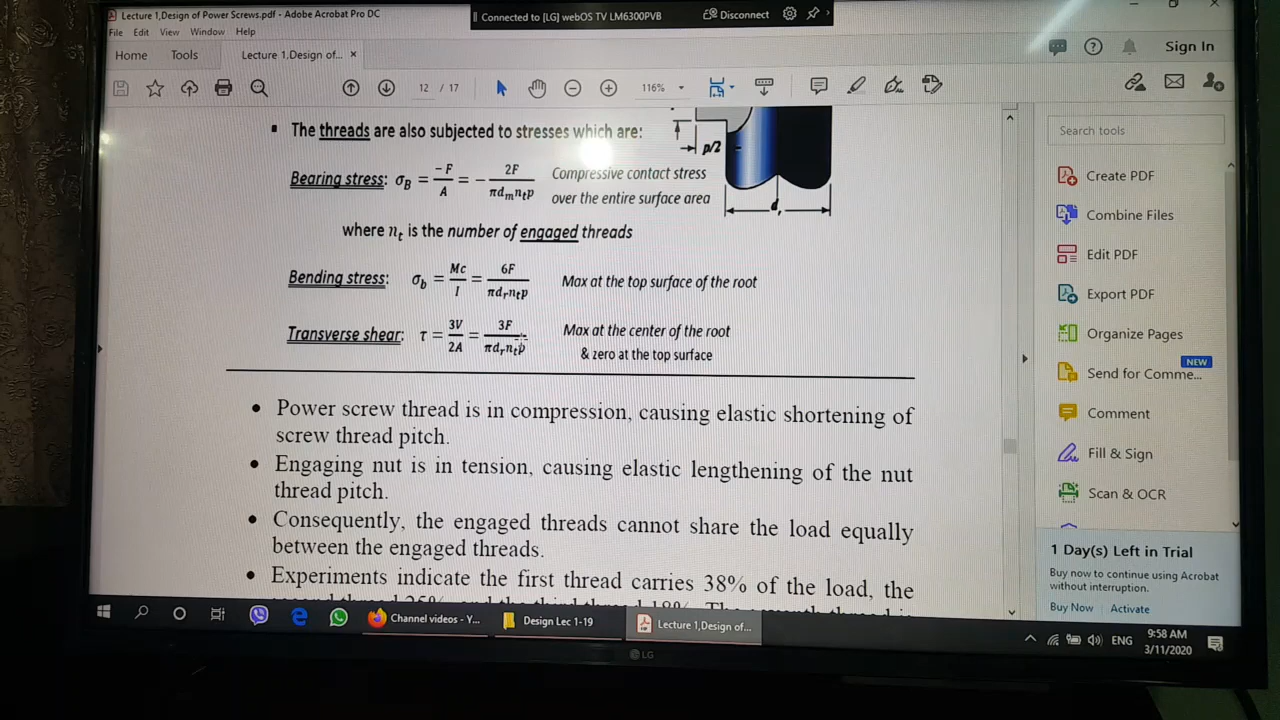 Lecture 1,Design of Power Screws.pdf - Adobe Acrobat Pro DC
Connected to [LG] webOS TV LM6300PVB
Disconnect
File Edit View Window Help
Home Tools Lecture 1,Design of... ×
Sign In
12 / 17
116%
▪ The threads are also subjected to stresses which are:
p/2
Bearing stress: σB = −F/A = − 2F/πdmntp Compressive contact stress
over the entire surface area
where nt is the number of engaged threads
Bending stress: σb = Mc/I = 6F/πdrntp Max at the top surface of the root
Transverse shear: τ = 3V/2A = 3F/πdrntp Max at the center of the root
& zero at the top surface
• Power screw thread is in compression, causing elastic shortening of
screw thread pitch.
• Engaging nut is in tension, causing elastic lengthening of the nut
thread pitch.
• Consequently, the engaged threads cannot share the load equally
between the engaged threads.
• Experiments indicate the first thread carries 38% of the load, the
Search tools
Create PDF
Combine Files
Edit PDF
Export PDF
Organize Pages
NEW
Send for Comme...
Comment
Fill & Sign
Scan & OCR
1 Day(s) Left in Trial
Buy now to continue using Acrobat
without interruption.
Buy Now Activate
Channel videos - Y...
Design Lec 1-19
Lecture 1,Design of...
ENG
9:58 AM
3/11/2020
LG